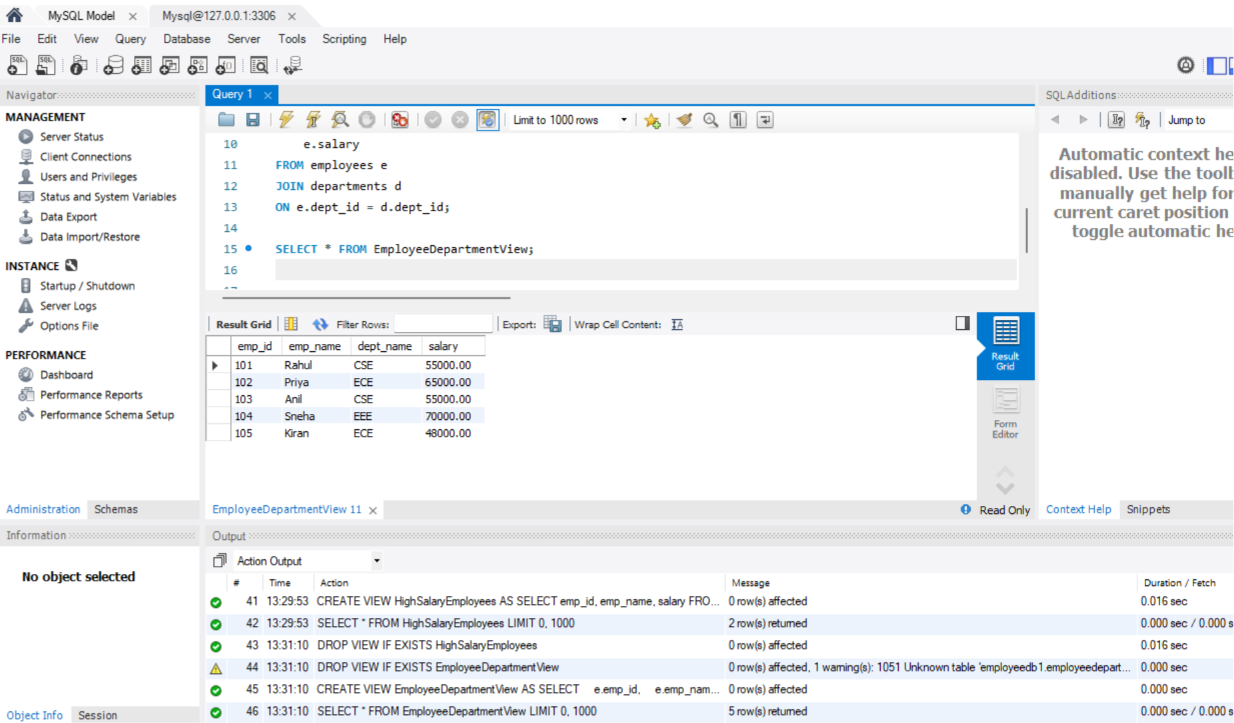 MySQL Model × Mysql@127.0.0.1:3306 ×
File Edit View Query Database Server Tools Scripting Help
Navigator
MANAGEMENT
Server Status
Client Connections
Users and Privileges
Status and System Variables
Data Export
Data Import/Restore
INSTANCE
Startup / Shutdown
Server Logs
Options File
PERFORMANCE
Dashboard
Performance Reports
Performance Schema Setup
Administration Schemas
Information
No object selected
Object Info Session
Query 1 ×
Limit to 1000 rows
10 e.salary
11 FROM employees e
12 JOIN departments d
13 ON e.dept_id = d.dept_id;
14
15 SELECT * FROM EmployeeDepartmentView;
16
Result Grid Filter Rows: Export: Wrap Cell Content:
emp_id emp_name dept_name salary
101 Rahul CSE 55000.00
102 Priya ECE 65000.00
103 Anil CSE 55000.00
104 Sneha EEE 70000.00
105 Kiran ECE 48000.00
Result
Grid
Form
Editor
EmployeeDepartmentView 11 × Read Only
SQLAdditions
Jump to
Automatic context he
disabled. Use the toolb
manually get help for
current caret position
toggle automatic he
Context Help Snippets
Output
Action Output
# Time Action Message Duration / Fetch
41 13:29:53 CREATE VIEW HighSalaryEmployees AS SELECT emp_id, emp_name, salary FRO... 0 row(s) affected 0.016 sec
42 13:29:53 SELECT * FROM HighSalaryEmployees LIMIT 0, 1000 2 row(s) returned 0.000 sec / 0.000 s
43 13:31:10 DROP VIEW IF EXISTS HighSalaryEmployees 0 row(s) affected 0.016 sec
44 13:31:10 DROP VIEW IF EXISTS EmployeeDepartmentView 0 row(s) affected, 1 warning(s): 1051 Unknown table 'employeedb1.employeedepart... 0.000 sec
45 13:31:10 CREATE VIEW EmployeeDepartmentView AS SELECT e.emp_id, e.emp_nam... 0 row(s) affected 0.000 sec
46 13:31:10 SELECT * FROM EmployeeDepartmentView LIMIT 0, 1000 5 row(s) returned 0.000 sec / 0.000 s